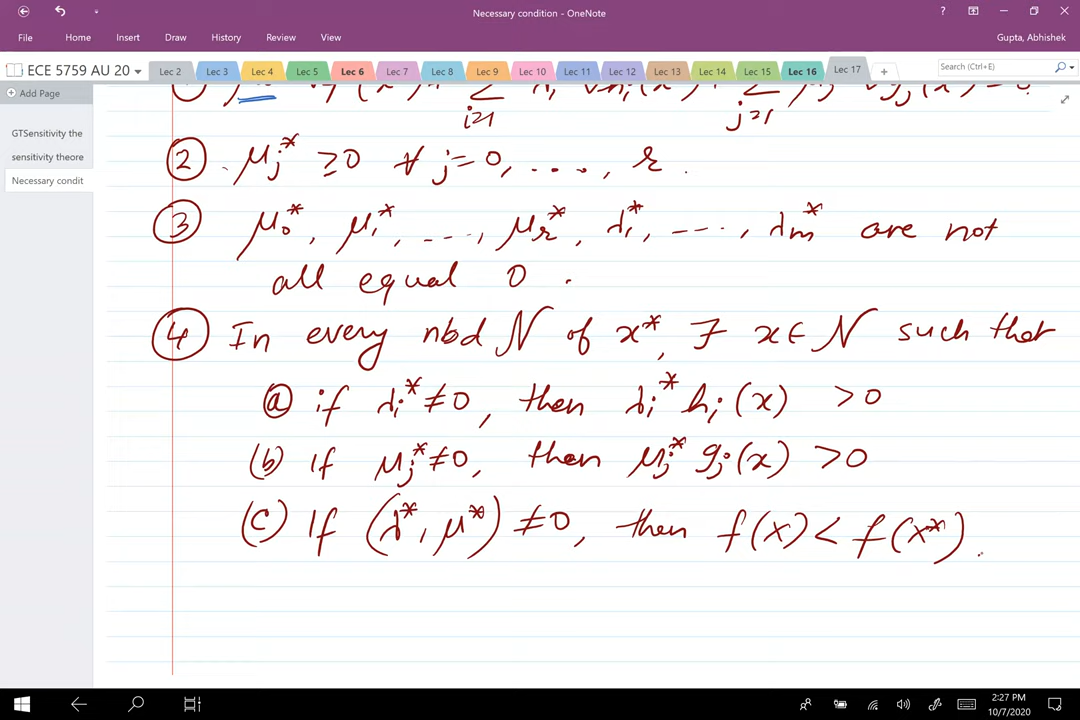 Necessary condition - OneNote
Gupta, Abhishek
File Home Insert Draw History Review View
ECE 5759 AU 20
Lec 2 Lec 3 Lec 4 Lec 5 Lec 6 Lec 7 Lec 8 Lec 9 Lec 10 Lec 11 Lec 12 Lec 13 Lec 14 Lec 15 Lec 16 Lec 17
Search (Ctrl+E)
Add Page
GTSensitivity the
sensitivity theore
Necessary condit
i=1 j=1
② μj* ≥0 ∀ j=0, ...., r.
③ μ0*, μ1*, ...., μr*, λ1*, ...., λm* are not
all equal 0.
④ In every nbd N of x*, ∃ x∈N such that
ⓐ if λi*≠0, then λi* hi(x) >0
(b) If μj*≠0, then μj* gj(x) >0
(c) If (λ*, μ*) ≠0, then f(x) < f(x*).
2:27 PM
10/7/2020